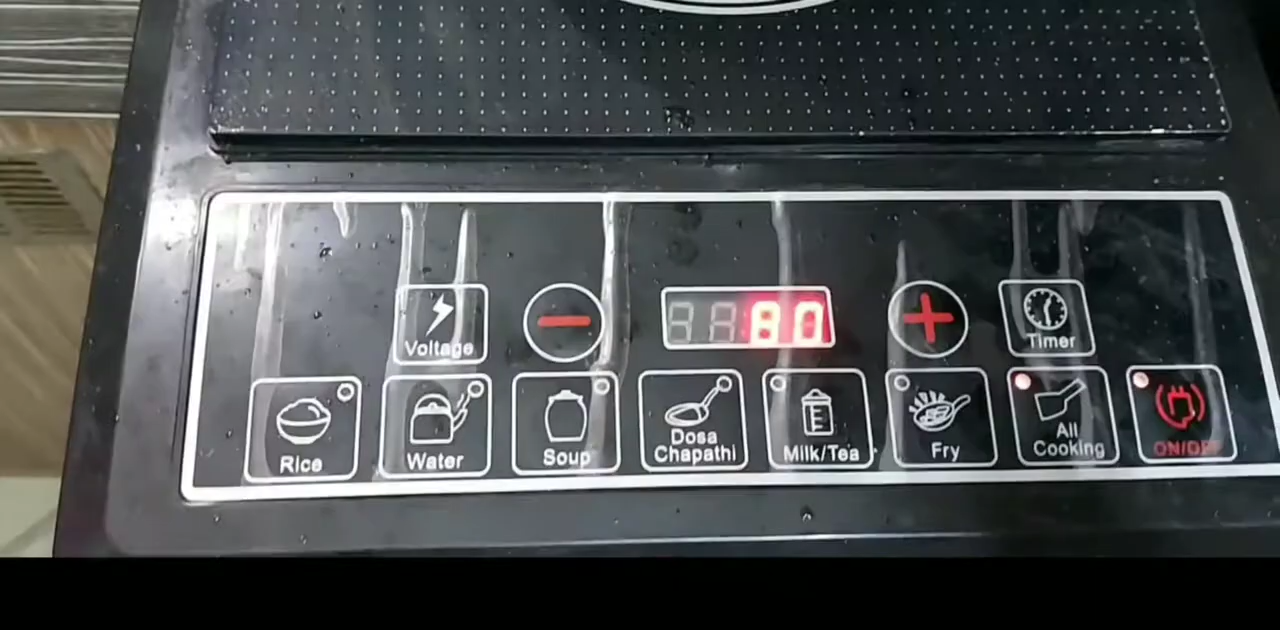 Voltage
80
Timer
Rice
Water
Soup
Dosa
Chapathi
Milk/Tea
Fry
All
Cooking
ON/OFF